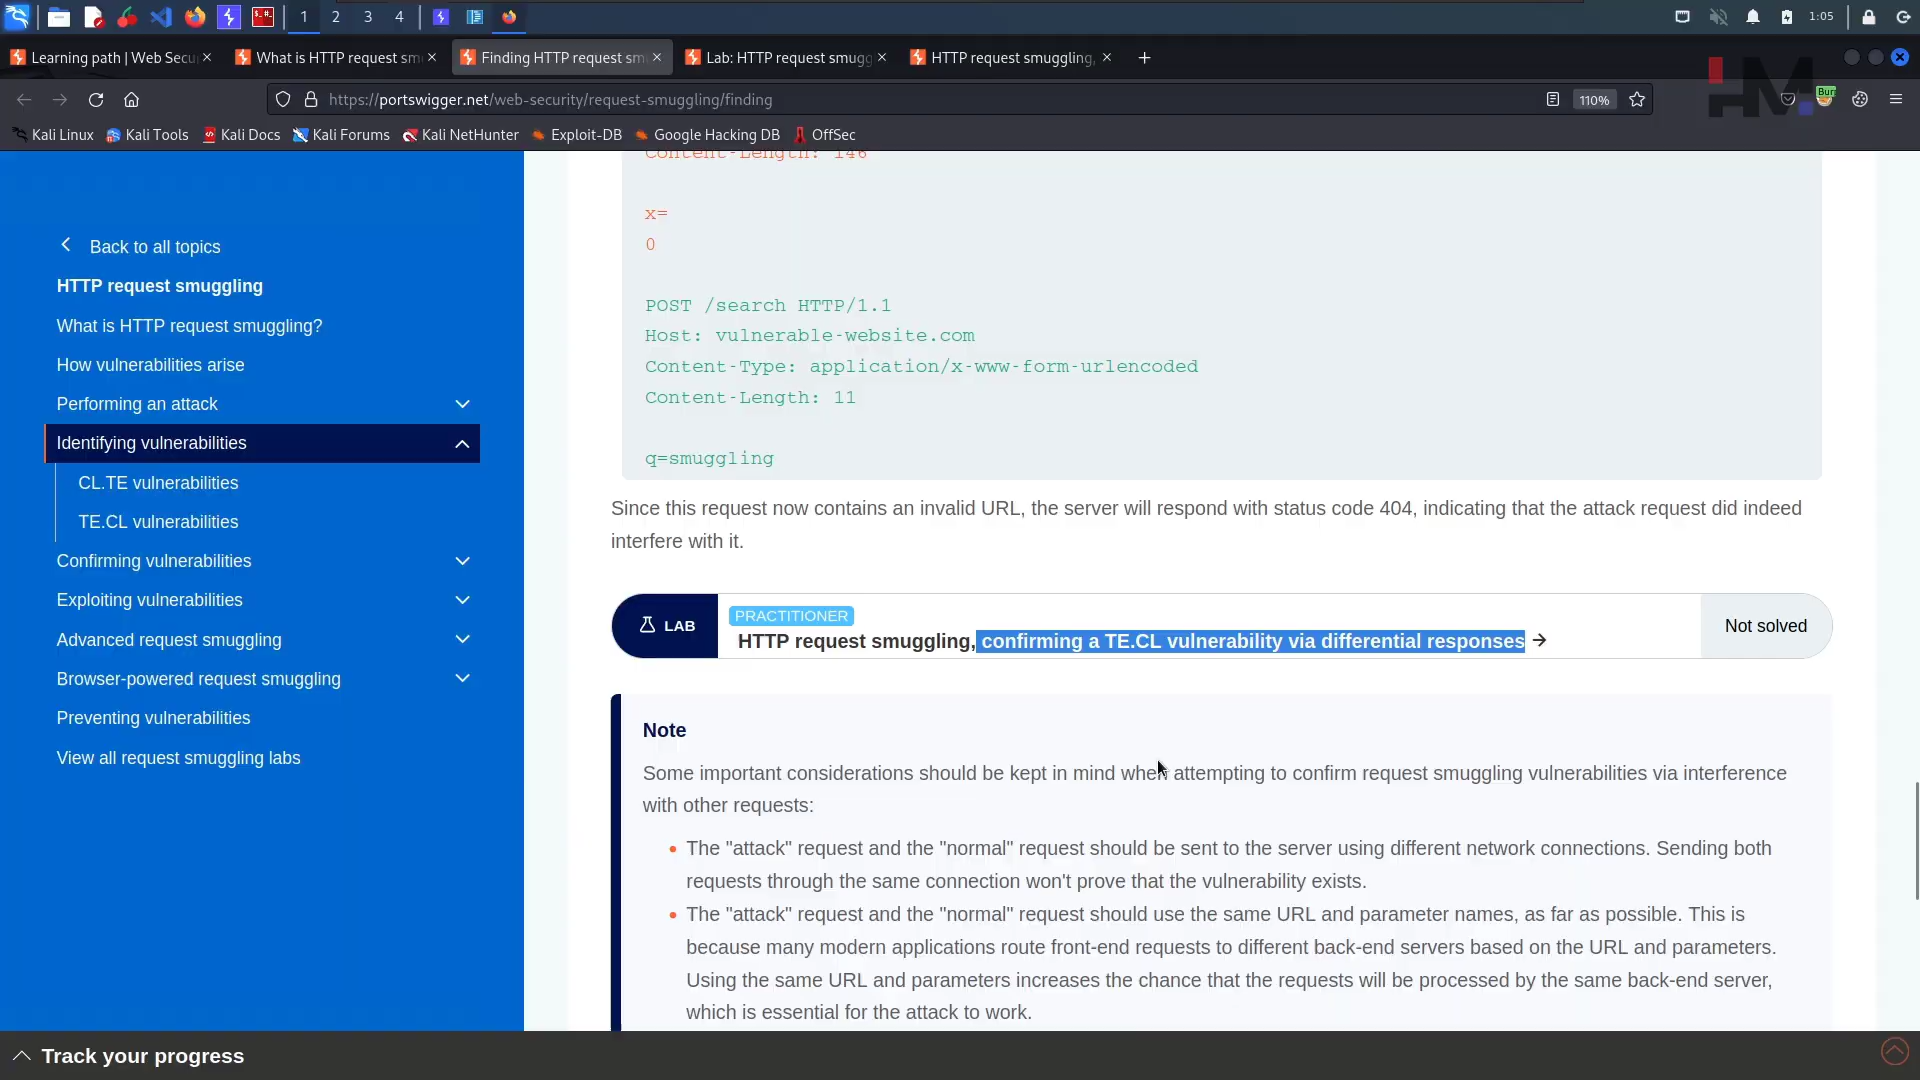 1 2 3 4 1:05
Learning path | Web Secu
What is HTTP request sm
Finding HTTP request sm
Lab: HTTP request smugg
HTTP request smuggling,
https://portswigger.net/web-security/request-smuggling/finding
110%
Kali Linux
Kali Tools
Kali Docs
Kali Forums
Kali NetHunter
Exploit-DB
Google Hacking DB
OffSec
HM
Back to all topics
HTTP request smuggling
What is HTTP request smuggling?
How vulnerabilities arise
Performing an attack
Identifying vulnerabilities
CL.TE vulnerabilities
TE.CL vulnerabilities
Confirming vulnerabilities
Exploiting vulnerabilities
Advanced request smuggling
Browser-powered request smuggling
Preventing vulnerabilities
View all request smuggling labs
Content-Length: 146
x=
0
POST /search HTTP/1.1
Host: vulnerable-website.com
Content-Type: application/x-www-form-urlencoded
Content-Length: 11
q=smuggling
Since this request now contains an invalid URL, the server will respond with status code 404, indicating that the attack request did indeed
interfere with it.
LAB
PRACTITIONER
HTTP request smuggling, confirming a TE.CL vulnerability via differential responses
Not solved
Note
Some important considerations should be kept in mind when attempting to confirm request smuggling vulnerabilities via interference
with other requests:
The "attack" request and the "normal" request should be sent to the server using different network connections. Sending both
requests through the same connection won't prove that the vulnerability exists.
The "attack" request and the "normal" request should use the same URL and parameter names, as far as possible. This is
because many modern applications route front-end requests to different back-end servers based on the URL and parameters.
Using the same URL and parameters increases the chance that the requests will be processed by the same back-end server,
which is essential for the attack to work.
Track your progress